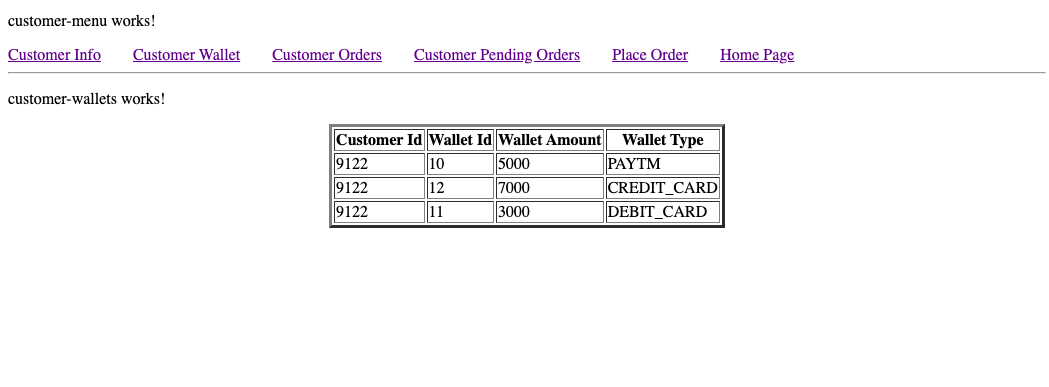 customer-menu works!
Customer Info Customer Wallet Customer Orders Customer Pending Orders Place Order Home Page
customer-wallets works!
Customer Id Wallet Id Wallet Amount Wallet Type
9122 10 5000 PAYTM
9122 12 7000 CREDIT_CARD
9122 11 3000 DEBIT_CARD